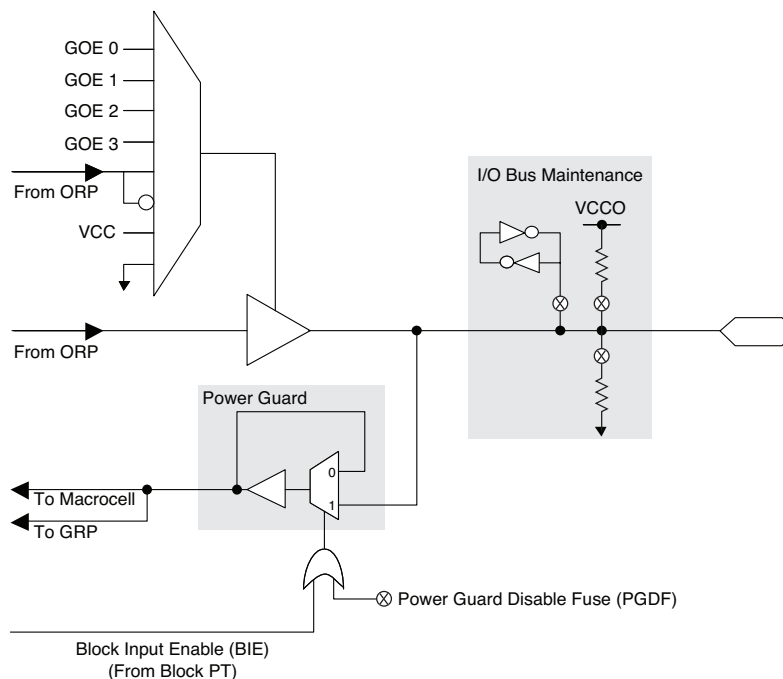 GOE 0
GOE 1
GOE 2
GOE 3
From ORP
VCC
From ORP
I/O Bus Maintenance
VCCO
Power Guard
0
1
To Macrocell
To GRP
Power Guard Disable Fuse (PGDF)
Block Input Enable (BIE)
(From Block PT)